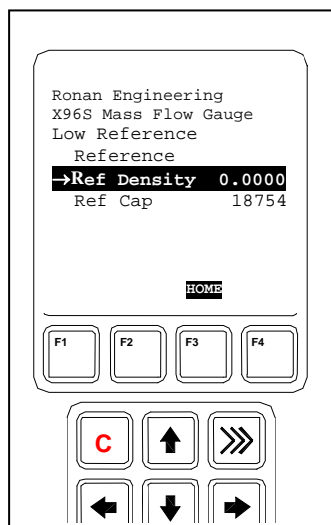 Ronan Engineering
X96S Mass Flow Gauge
Low Reference
Reference
→Ref Density 0.0000
Ref Cap 18754
HOME
F1 F2 F3 F4
C